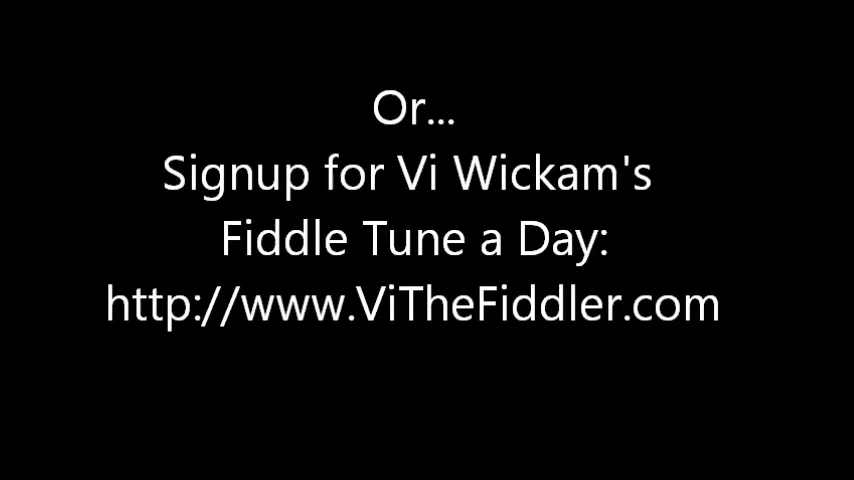 Or...
Signup for Vi Wickam's
Fiddle Tune a Day:
http://www.ViTheFiddler.com